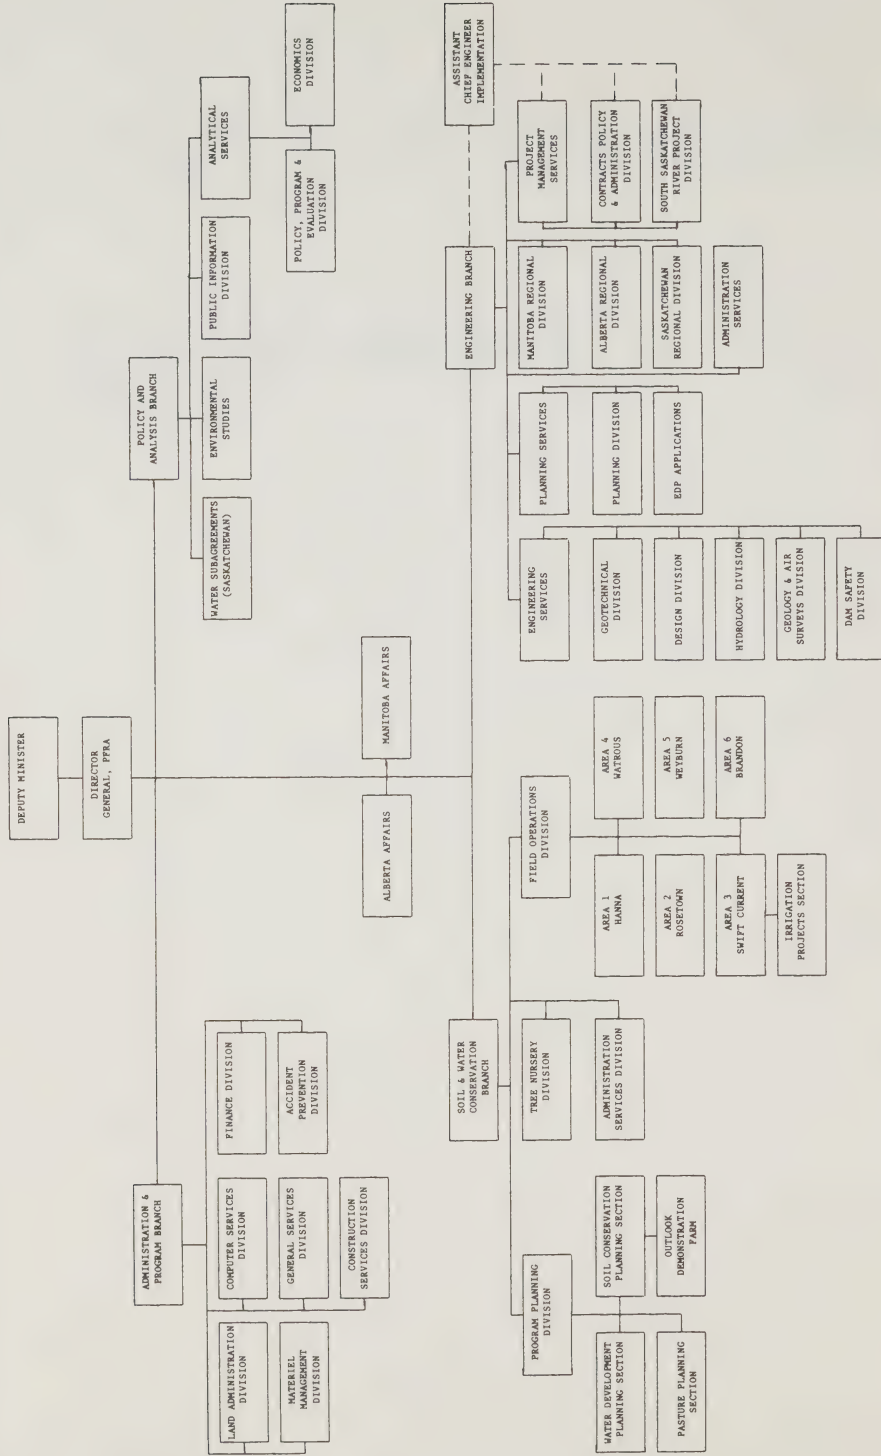 DEPUTY MINISTER
DIRECTOR
GENERAL, PFRA
ADMINISTRATION &
PROGRAM BRANCH
LAND ADMINISTRATION
DIVISION
MATERIEL
MANAGEMENT
DIVISION
COMPUTER SERVICES
DIVISION
GENERAL SERVICES
DIVISION
CONSTRUCTION
SERVICES DIVISION
FINANCE DIVISION
ACCIDENT
PREVENTION
DIVISION
POLICY AND
ANALYSIS BRANCH
WATER SUBAGREEMENTS
(SASKATCHEWAN)
ENVIRONMENTAL
STUDIES
PUBLIC INFORMATION
DIVISION
ANALYTICAL
SERVICES
POLICY, PROGRAM &
EVALUATION
DIVISION
ECONOMICS
DIVISION
ALBERTA AFFAIRS
MANITOBA AFFAIRS
SOIL & WATER
CONSERVATION
BRANCH
PROGRAM PLANNING
DIVISION
WATER DEVELOPMENT
PLANNING SECTION
PASTURE PLANNING
SECTION
SOIL CONSERVATION
PLANNING SECTION
OUTLOOK
DEMONSTRATION
FARM
TREE NURSERY
DIVISION
ADMINISTRATION
SERVICES DIVISION
FIELD OPERATIONS
DIVISION
AREA 1
HANNA
AREA 2
ROSETOWN
AREA 3
SWIFT CURRENT
IRRIGATION
PROJECTS SECTION
AREA 4
WATROUS
AREA 5
WEYBURN
AREA 6
BRANDON
ENGINEERING BRANCH
ASSISTANT
CHIEF ENGINEER
IMPLEMENTATION
ENGINEERING
SERVICES
GEOTECHNICAL
DIVISION
DESIGN DIVISION
HYDROLOGY DIVISION
GEOLOGY & AIR
SURVEYS DIVISION
DAM SAFETY
DIVISION
PLANNING SERVICES
PLANNING DIVISION
EDP APPLICATIONS
MANITOBA REGIONAL
DIVISION
ALBERTA REGIONAL
DIVISION
SASKATCHEWAN
REGIONAL DIVISION
ADMINISTRATION
SERVICES
PROJECT
MANAGEMENT
SERVICES
CONTRACTS POLICY
& ADMINISTRATION
DIVISION
SOUTH SASKATCHEWAN
RIVER PROJECT
DIVISION